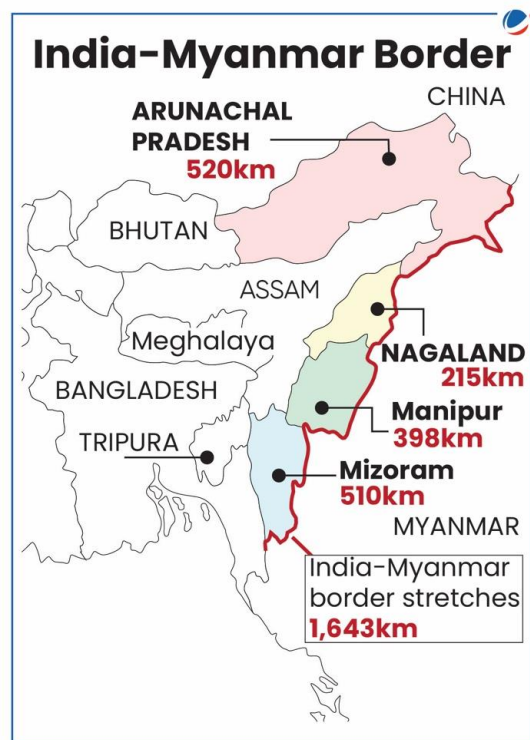 India-Myanmar Border
CHINA
ARUNACHAL
PRADESH
520km
BHUTAN
ASSAM
Meghalaya
NAGALAND
215km
BANGLADESH
Manipur
398km
TRIPURA
Mizoram
510km
MYANMAR
India-Myanmar
border stretches
1,643km